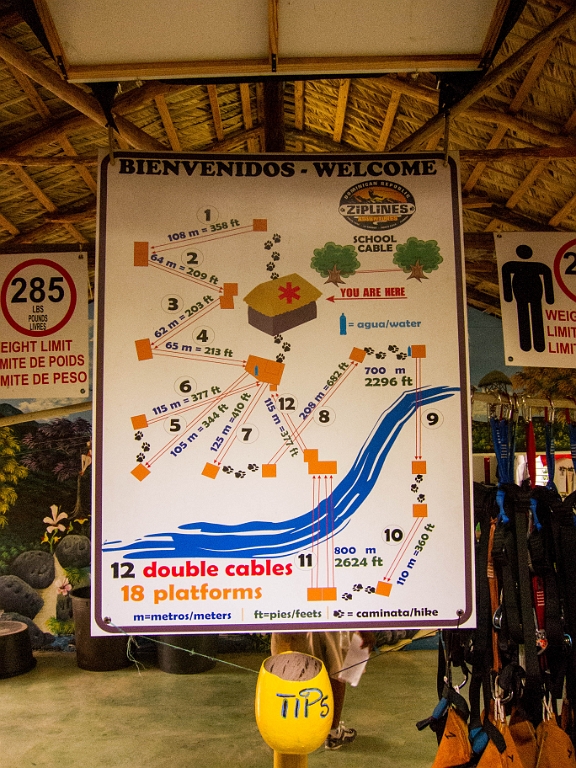 BIENVENIDOS - WELCOME
DOMINICAN REPUBLIC
ZIPLINES
ADVENTURES
SCHOOL
CABLE
1
108 m = 358 ft
2
64 m = 209 ft
3
62 m = 203 ft
4
65 m = 213 ft
YOU ARE HERE
= agua/water
6
115 m = 377 ft
5
105 m = 344 ft
7
125 m = 410 ft
12
115 m = 377 ft
8
208 m = 682 ft
700 m
2296 ft
9
10
110 m = 360 ft
11
800 m
2624 ft
12 double cables
18 platforms
m=metros/meters
ft=pies/feets
= caminata/hike
285
LBS
POUNDS
LIVRES
EIGHT LIMIT
MITE DE POIDS
MITE DE PESO
2
WEIG
LIMIT
LIMIT
TIPS